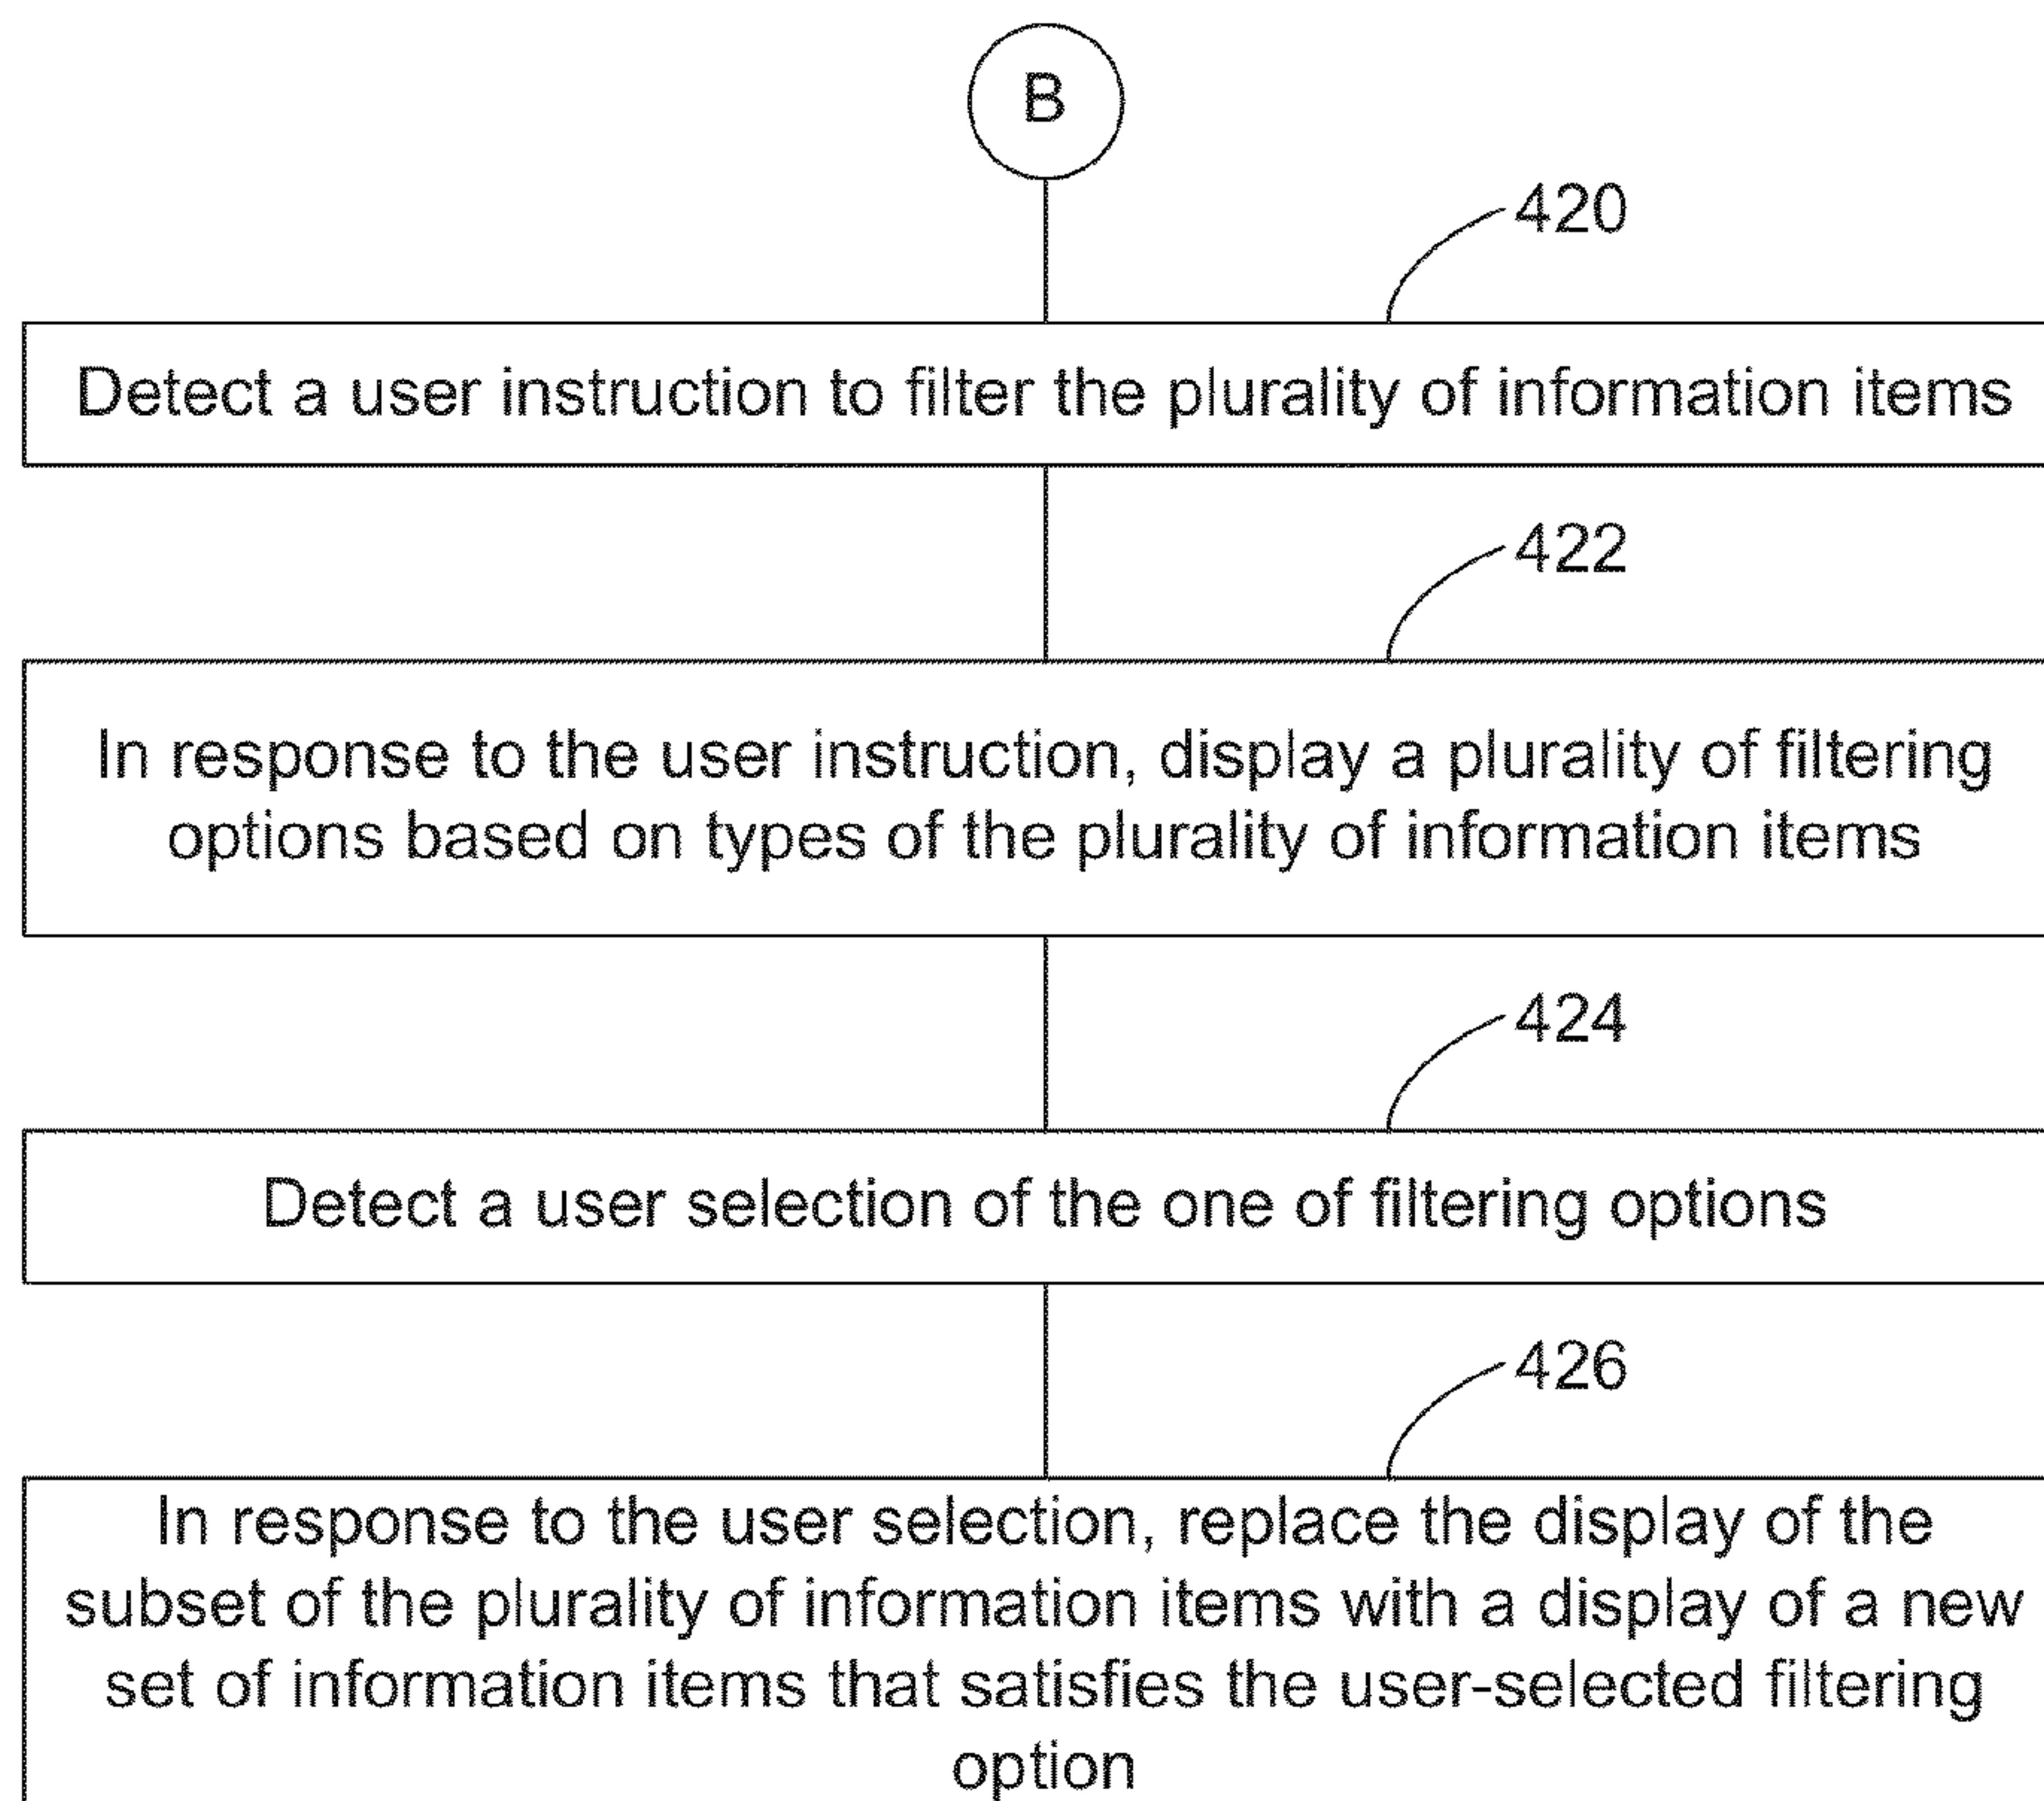 B
420
Detect a user instruction to filter the plurality of information items
422
In response to the user instruction, display a plurality of filtering
options based on types of the plurality of information items
424
Detect a user selection of the one of filtering options
426
In response to the user selection, replace the display of the
subset of the plurality of information items with a display of a new
set of information items that satisfies the user-selected filtering
option